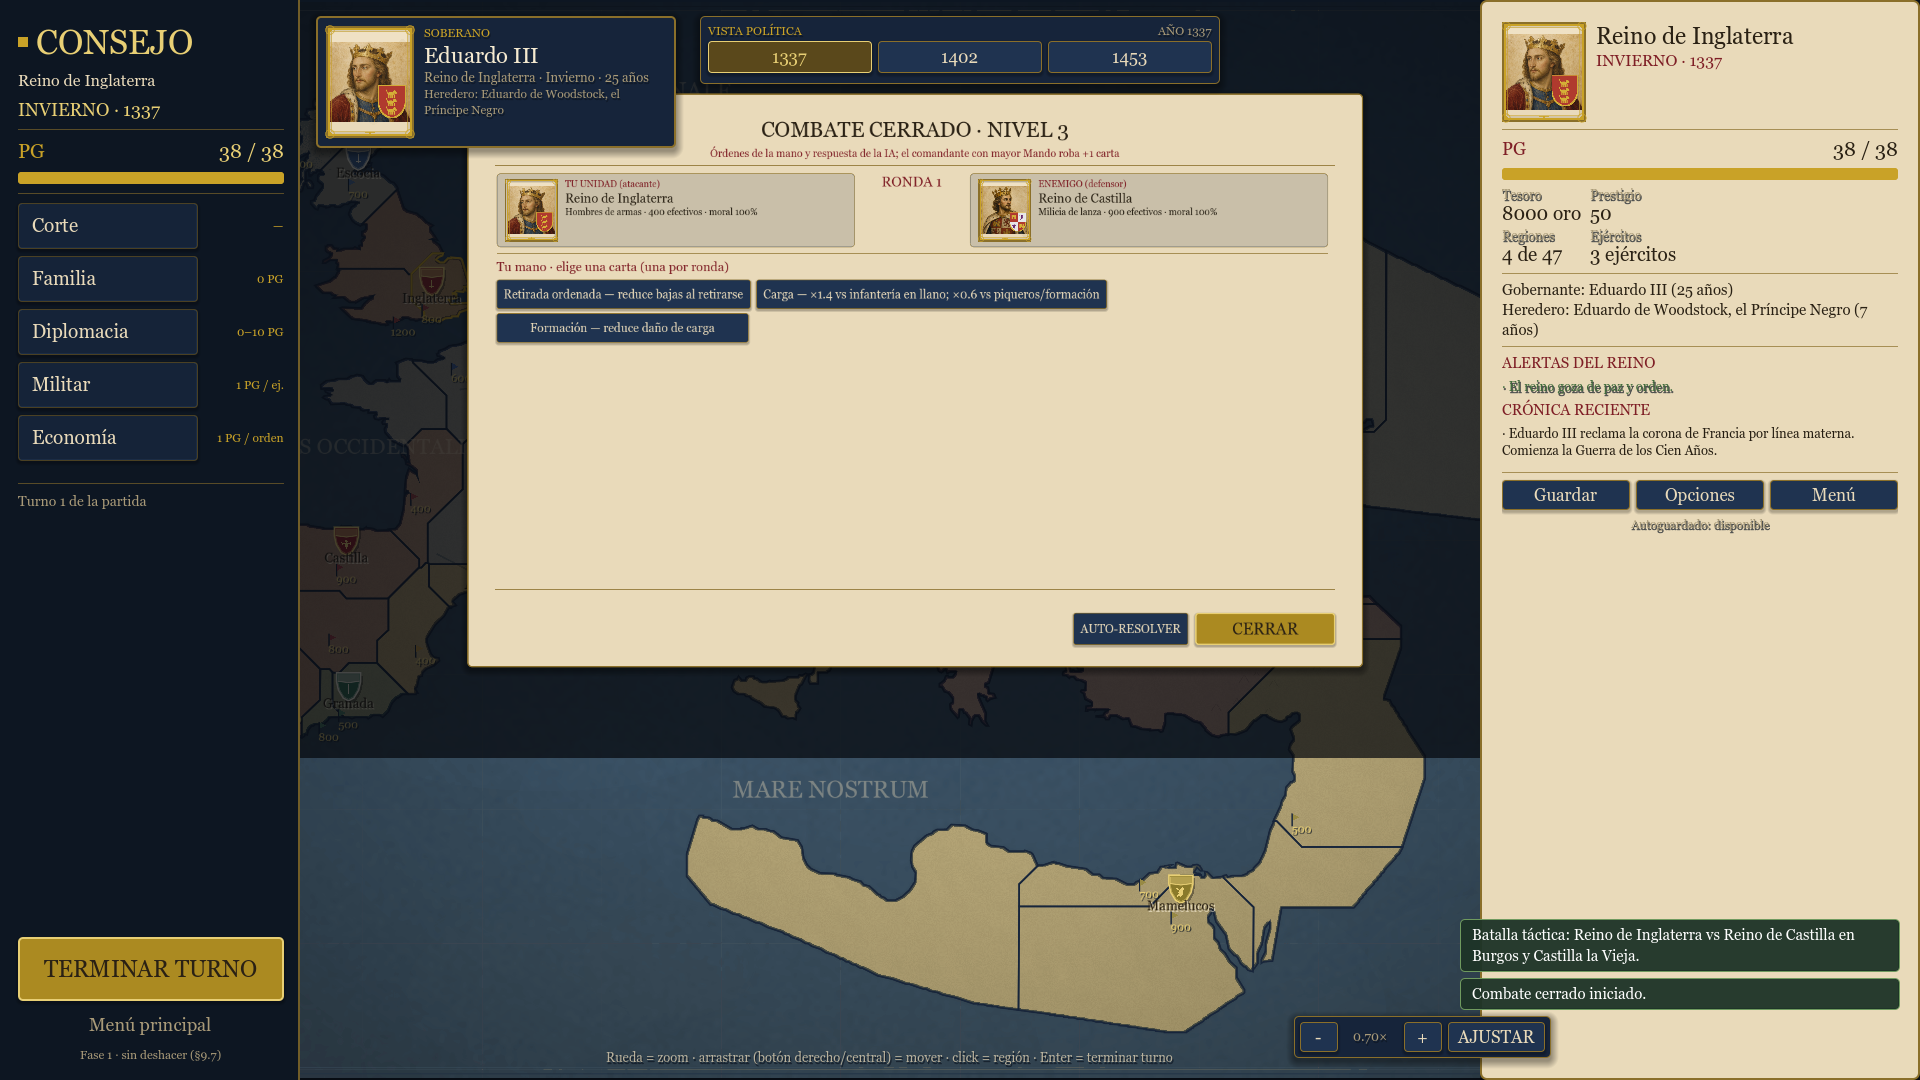 CONSEJO
Reino de Inglaterra
INVIERNO · 1337
PG 38 / 38
Corte —
Familia 0 PG
Diplomacia 0–10 PG
Militar 1 PG / ej.
Economía 1 PG / orden
Turno 1 de la partida
TERMINAR TURNO
Menú principal
Fase 1 · sin deshacer (§9.7)
SOBERANO
Eduardo III
Reino de Inglaterra · Invierno · 25 años
Heredero: Eduardo de Woodstock, el
Príncipe Negro
VISTA POLÍTICA AÑO 1337
1337 1402 1453
COMBATE CERRADO · NIVEL 3
Órdenes de la mano y respuesta de la IA; el comandante con mayor Mando roba +1 carta
TU UNIDAD (atacante)
Reino de Inglaterra
Hombres de armas · 400 efectivos · moral 100%
RONDA 1
ENEMIGO (defensor)
Reino de Castilla
Milicia de lanza · 900 efectivos · moral 100%
Tu mano · elige una carta (una por ronda)
Retirada ordenada — reduce bajas al retirarse
Carga — ×1.4 vs infantería en llano; ×0.6 vs piqueros/formación
Formación — reduce daño de carga
AUTO-RESOLVER
CERRAR
Escocia
700
Inglaterra
800
1200
S OCCIDENTAL
400
Castilla
900
800
400
Granada
500
800
MARE NOSTRUM
500
700
Mamelucos
900
Rueda = zoom · arrastrar (botón derecho/central) = mover · click = región · Enter = terminar turno
- 0.70× + AJUSTAR
Reino de Inglaterra
INVIERNO · 1337
PG 38 / 38
Tesoro Prestigio
8000 oro 50
Regiones Ejércitos
4 de 47 3 ejércitos
Gobernante: Eduardo III (25 años)
Heredero: Eduardo de Woodstock, el Príncipe Negro (7
años)
ALERTAS DEL REINO
· El reino goza de paz y orden.
CRÓNICA RECIENTE
· Eduardo III reclama la corona de Francia por línea materna.
Comienza la Guerra de los Cien Años.
Guardar Opciones Menú
Autoguardado: disponible
Batalla táctica: Reino de Inglaterra vs Reino de Castilla en
Burgos y Castilla la Vieja.
Combate cerrado iniciado.